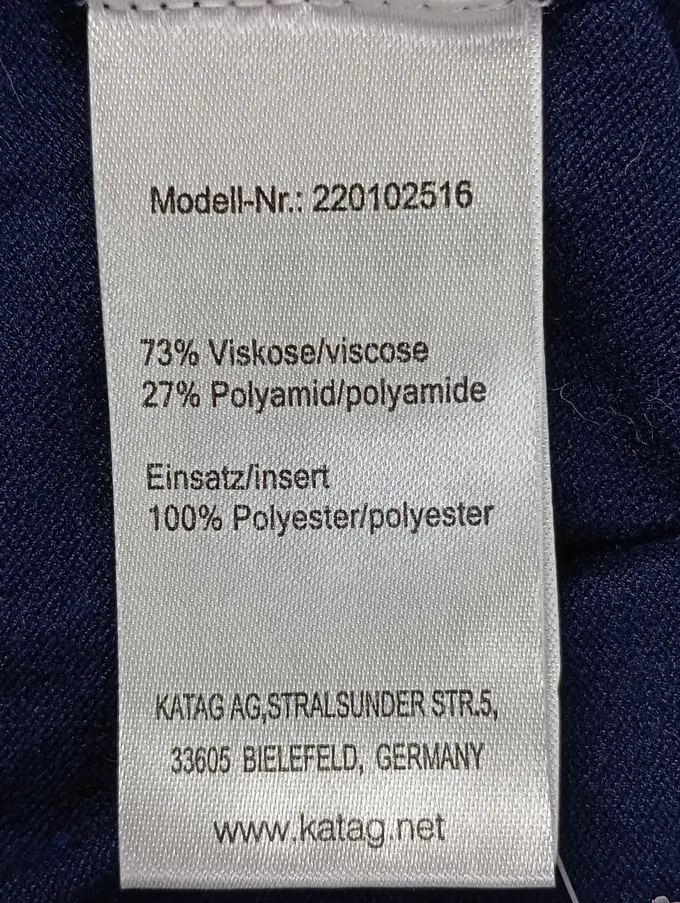 Modell-Nr.: 220102516
73% Viskose/viscose
27% Polyamid/polyamide
Einsatz/insert
100% Polyester/polyester
KATAG AG,STRALSUNDER STR.5,
33605 BIELEFELD, GERMANY
www.katag.net